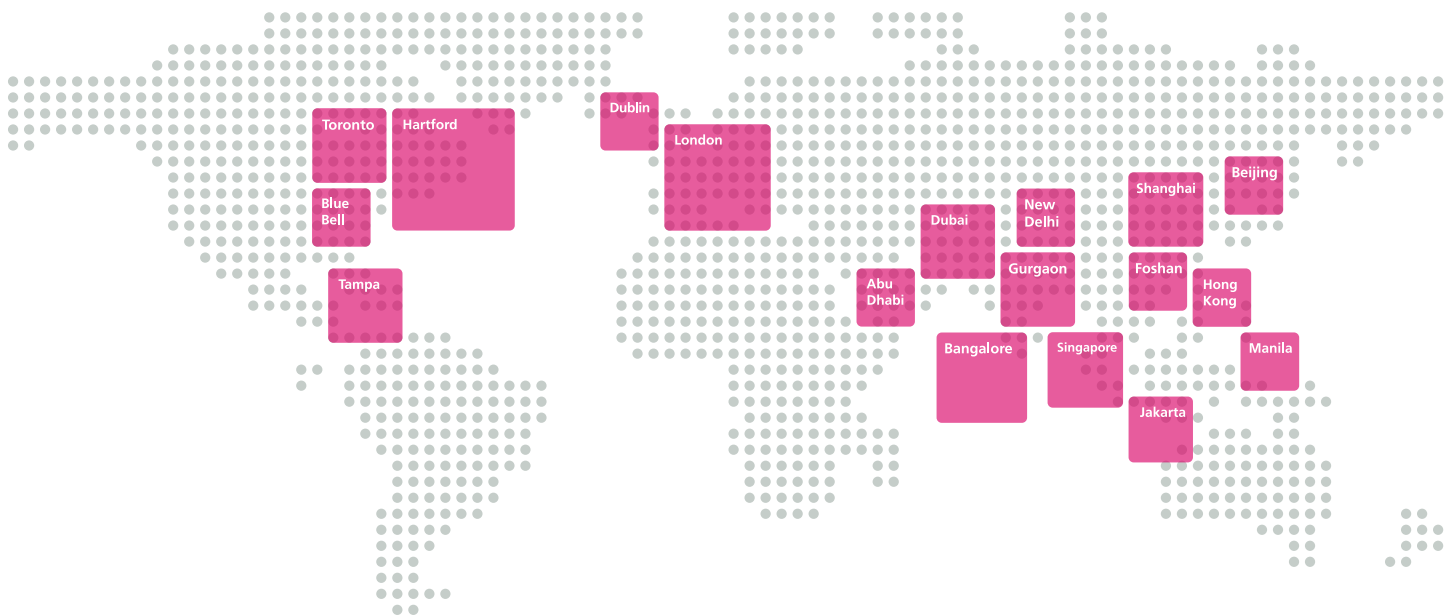 Dublin
Toronto
Hartford
London
Beijing
Shanghai
Blue
Bell
New
Delhi
Dubai
Gurgaon
Foshan
Tampa
Abu
Dhabi
Hong
Kong
Bangalore
Singapore
Manila
Jakarta